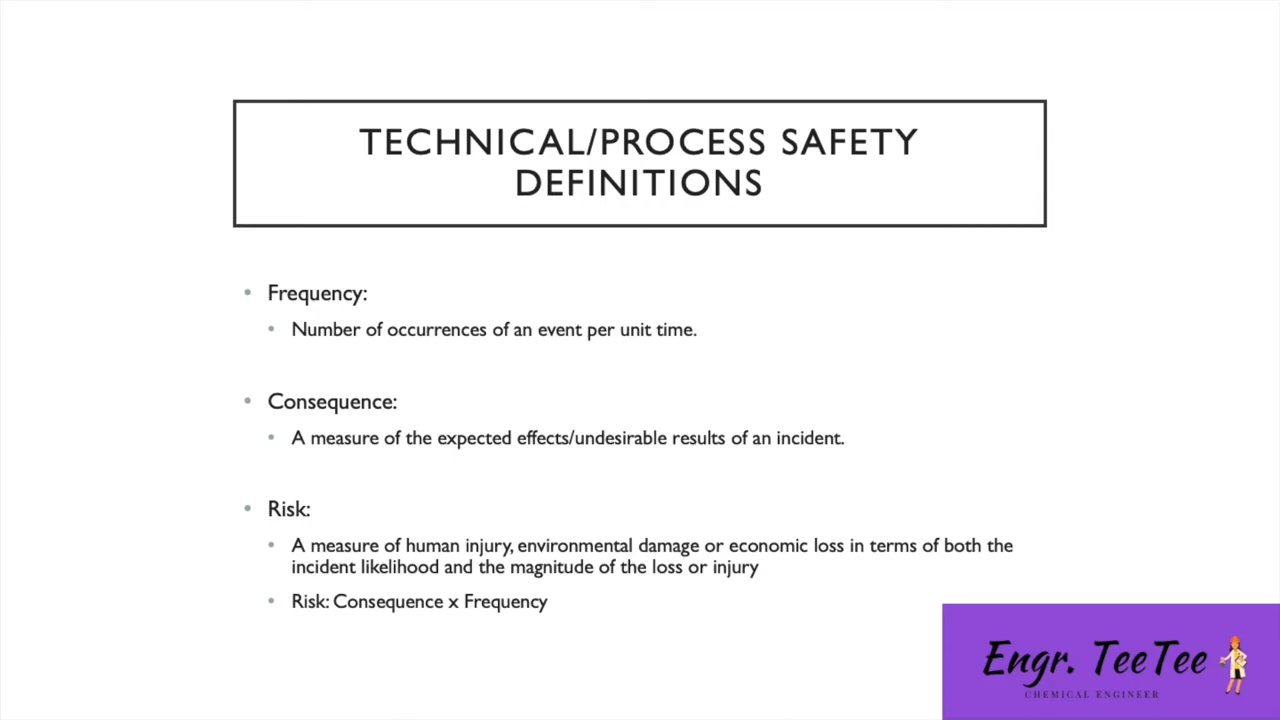 TECHNICAL/PROCESS SAFETY
DEFINITIONS
• Frequency:
• Number of occurrences of an event per unit time.
• Consequence:
• A measure of the expected effects/undesirable results of an incident.
• Risk:
• A measure of human injury, environmental damage or economic loss in terms of both the
incident likelihood and the magnitude of the loss or injury
• Risk: Consequence x Frequency
Engr. TeeTee
CHEMICAL ENGINEER